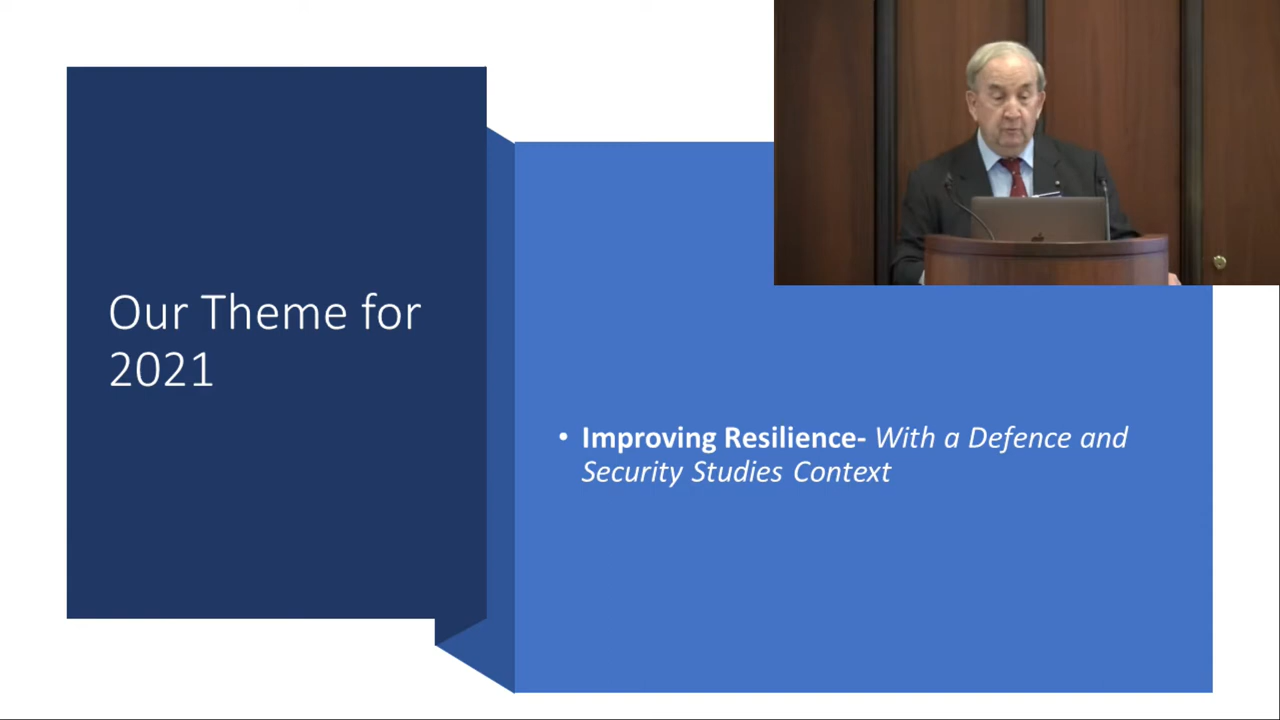 Our Theme for
2021
• Improving Resilience- With a Defence and
Security Studies Context